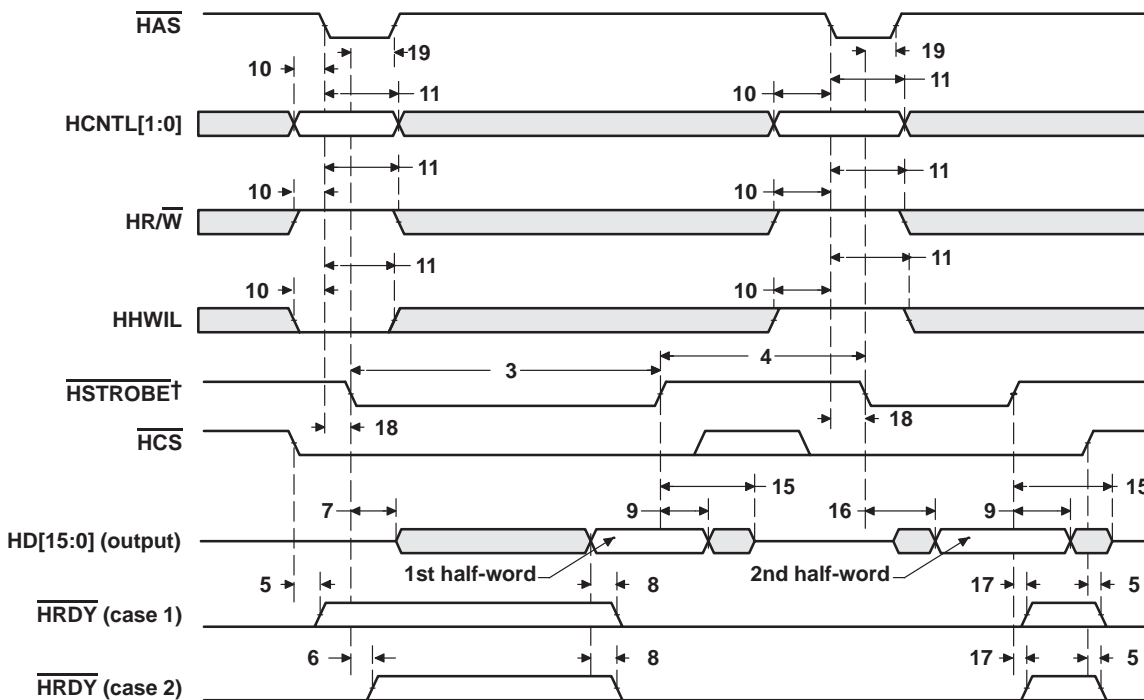 HAS
19
19
10
11
10
11
HCNTL[1:0]
11
11
10
10
HR/W
11
11
10
10
HHWIL
3
4
HSTROBE†
18
18
HCS
15
15
7
9
16
9
HD[15:0] (output)
1st half-word
2nd half-word
5
8
17
5
HRDY (case 1)
6
8
17
5
HRDY (case 2)